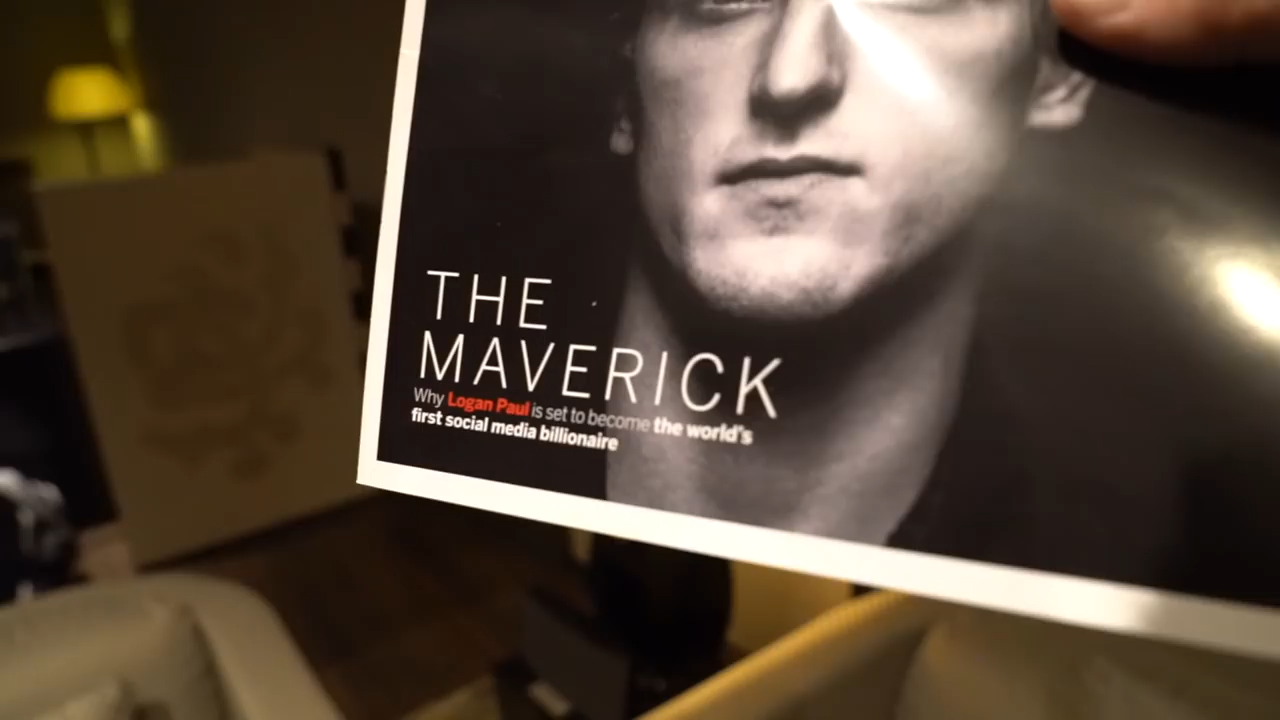 THE
MAVERICK
Why Logan Paul is set to become the world's
first social media billionaire